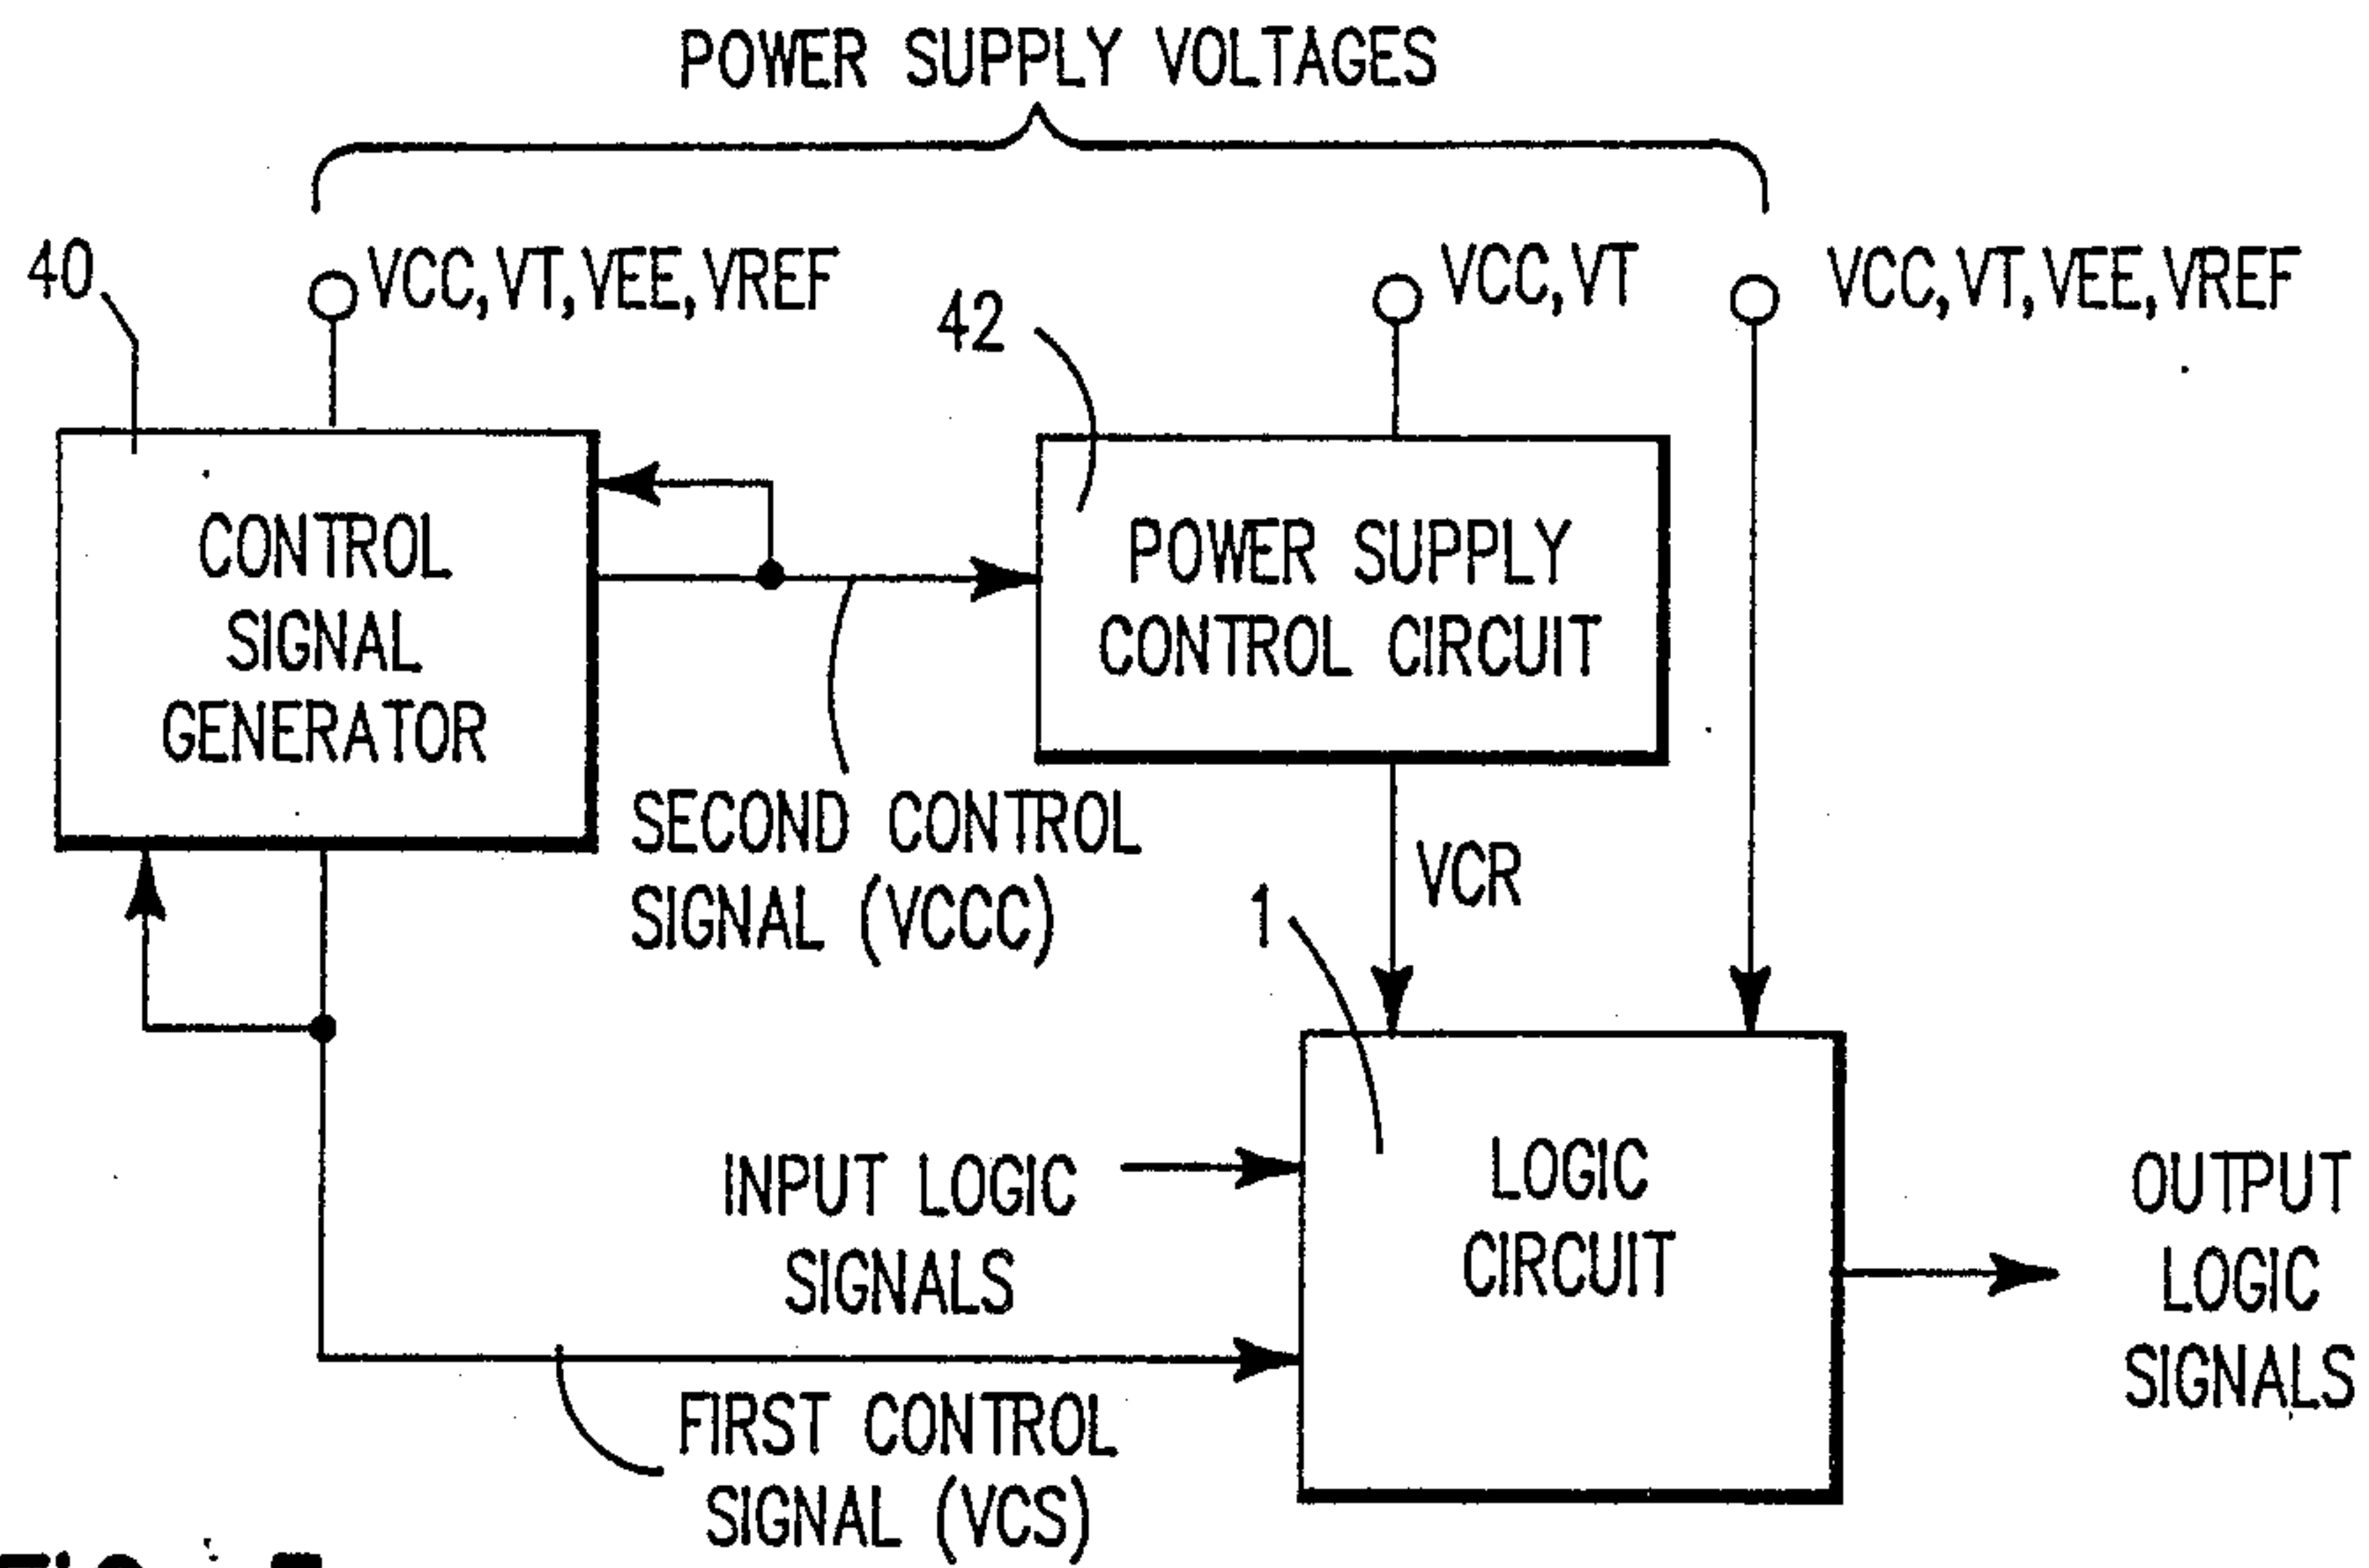 POWER SUPPLY VOLTAGES
40
VCC,VT,VEE,VREF
42
VCC,VT
VCC,VT,VEE,VREF
CONTROL
SIGNAL
GENERATOR
POWER SUPPLY
CONTROL CIRCUIT
SECOND CONTROL
SIGNAL (VCCC)
VCR
1
INPUT LOGIC
SIGNALS
LOGIC
CIRCUIT
OUTPUT
LOGIC
SIGNALS
FIRST CONTROL
SIGNAL (VCS)